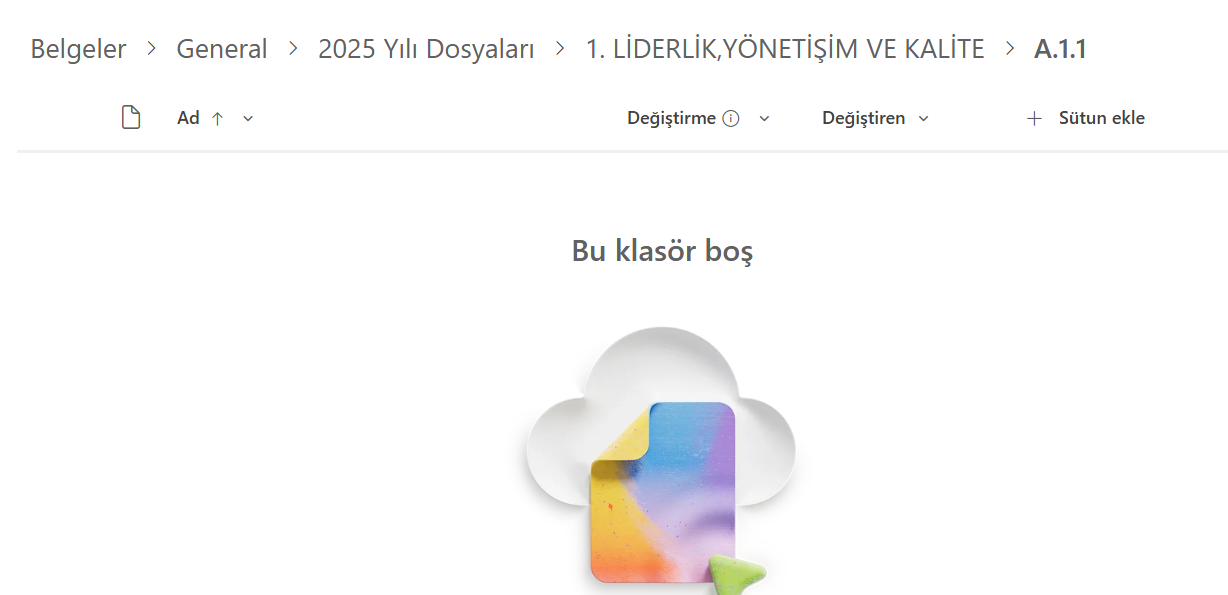 Belgeler > General > 2025 Yılı Dosyaları > 1. LİDERLİK,YÖNETİŞİM VE KALİTE > A.1.1
Ad ↑ Değiştirme Değiştiren + Sütun ekle
Bu klasör boş